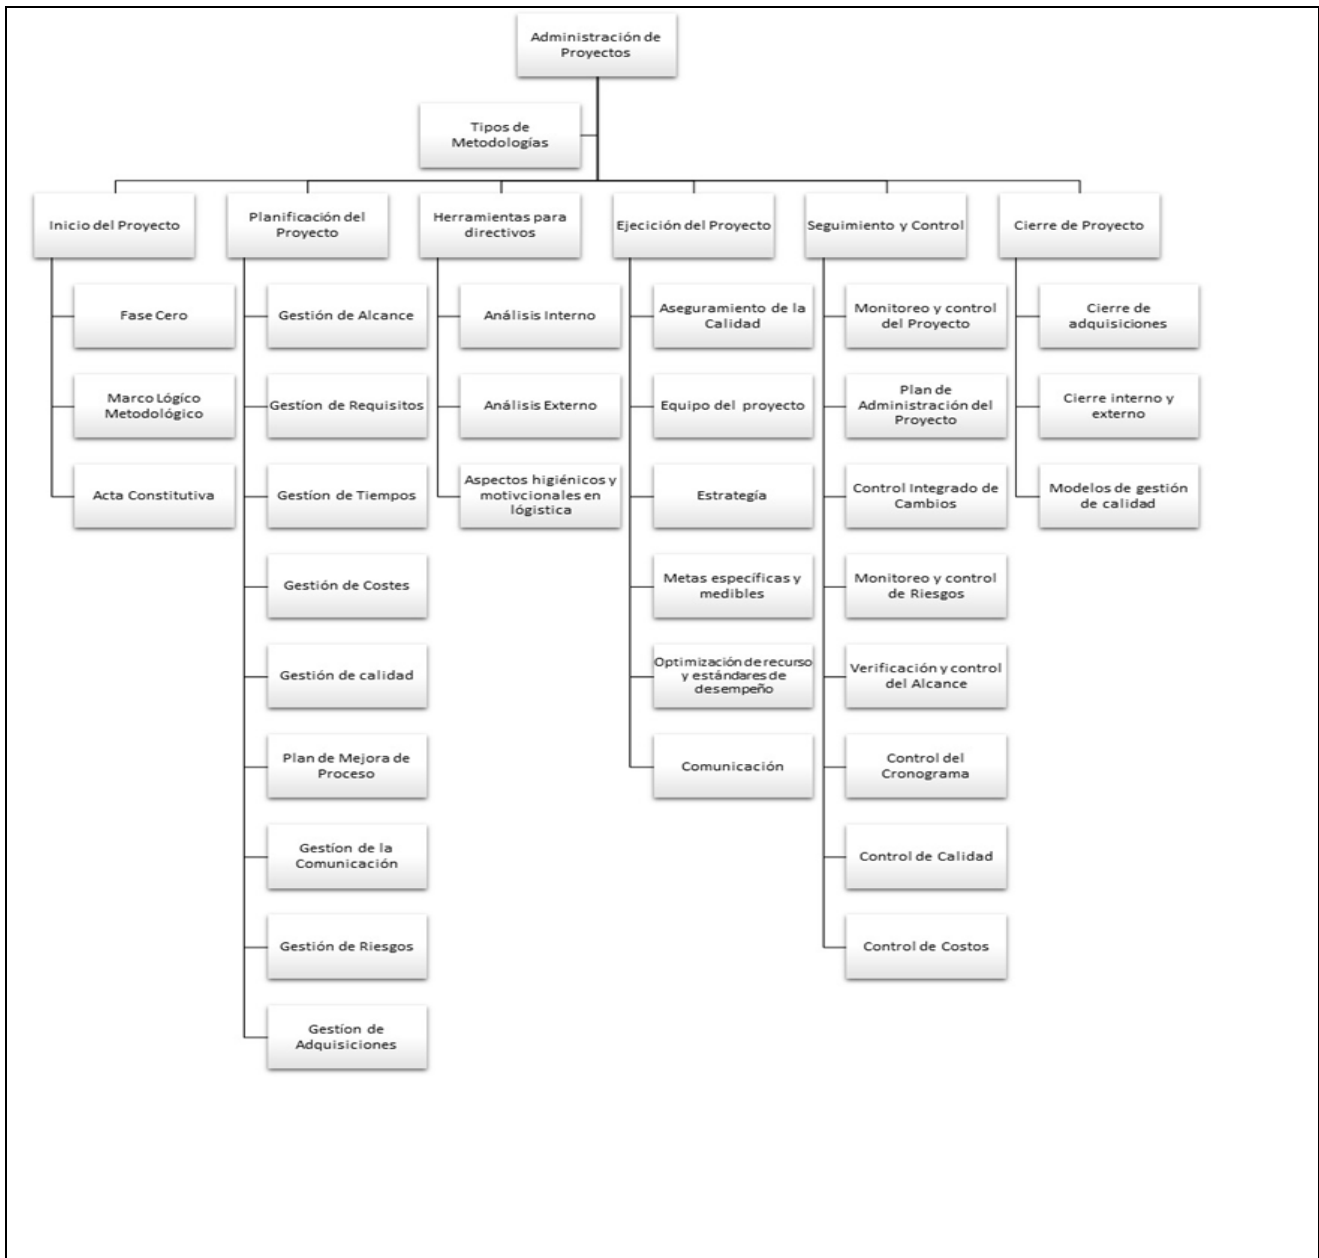 Administración de
Proyectos
Tipos de
Metodologías
Inicio del Proyecto
Fase Cero
Marco Lógíco
Metodológico
Acta Constitutiva
Planificación del
Proyecto
Gestión de Alcance
Gestíon de Requisitos
Gestíon de Tiempos
Gestión de Costes
Gestión de calidad
Plan de Mejora de
Proceso
Gestíon de la
Comunicación
Gestión de Riesgos
Gestíon de
Adquisiciones
Herramientas para
directivos
Análisis Interno
Análisis Externo
Aspectos higiénicos y
motivcionales en
lógistica
Ejecición del Proyecto
Aseguramiento de la
Calidad
Equipo del proyecto
Estrategía
Metas específicas y
medibles
Optimización de recurso
y estándares de
desempeño
Comunicación
Seguimiento y Control
Monitoreo y control
del Proyecto
Plan de
Administración del
Proyecto
Control Integrado de
Cambios
Monitoreo y control
de Riesgos
Verificación y control
del Alcance
Control del
Cronograma
Control de Calidad
Control de Costos
Cierre de Proyecto
Cierre de
adquisiciones
Cierre interno y
externo
Modelos de gestión
de calidad